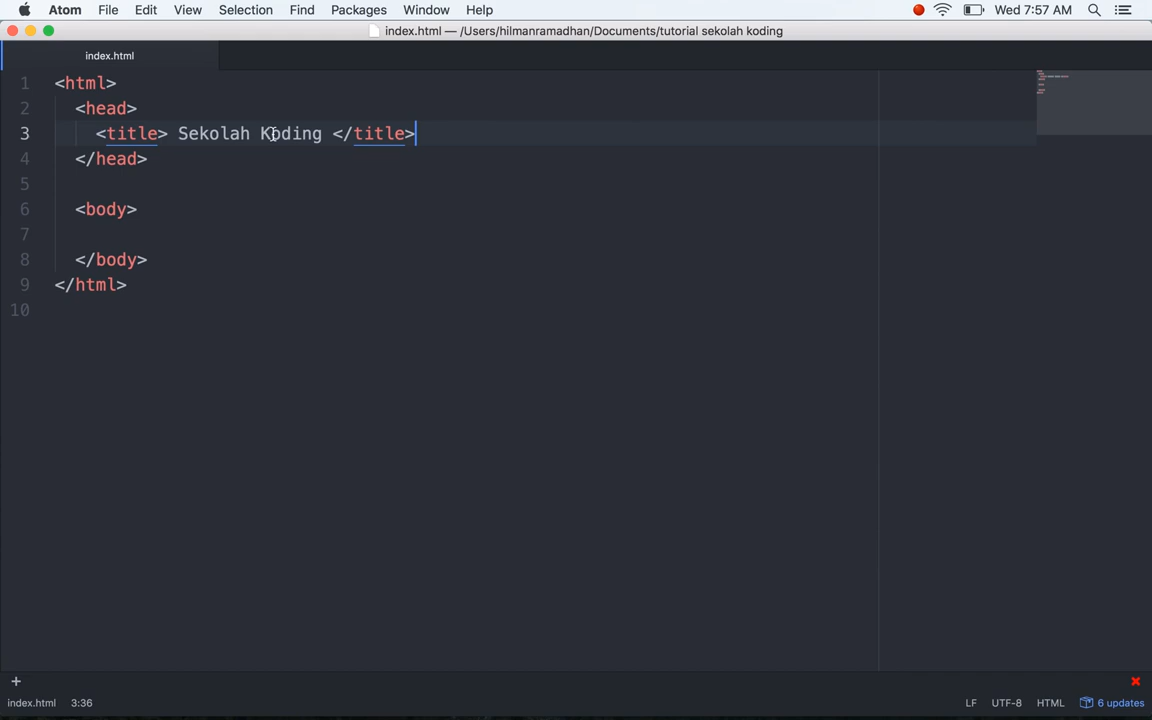 Atom File Edit View Selection Find Packages Window Help Wed 7:57 AM
index.html — /Users/hilmanramadhan/Documents/tutorial sekolah koding
index.html
1 <html>
2 <head>
3 <title> Sekolah Koding </title>
4 </head>
5
6 <body>
7
8 </body>
9 </html>
10
+
index.html 3:36 LF UTF-8 HTML 6 updates